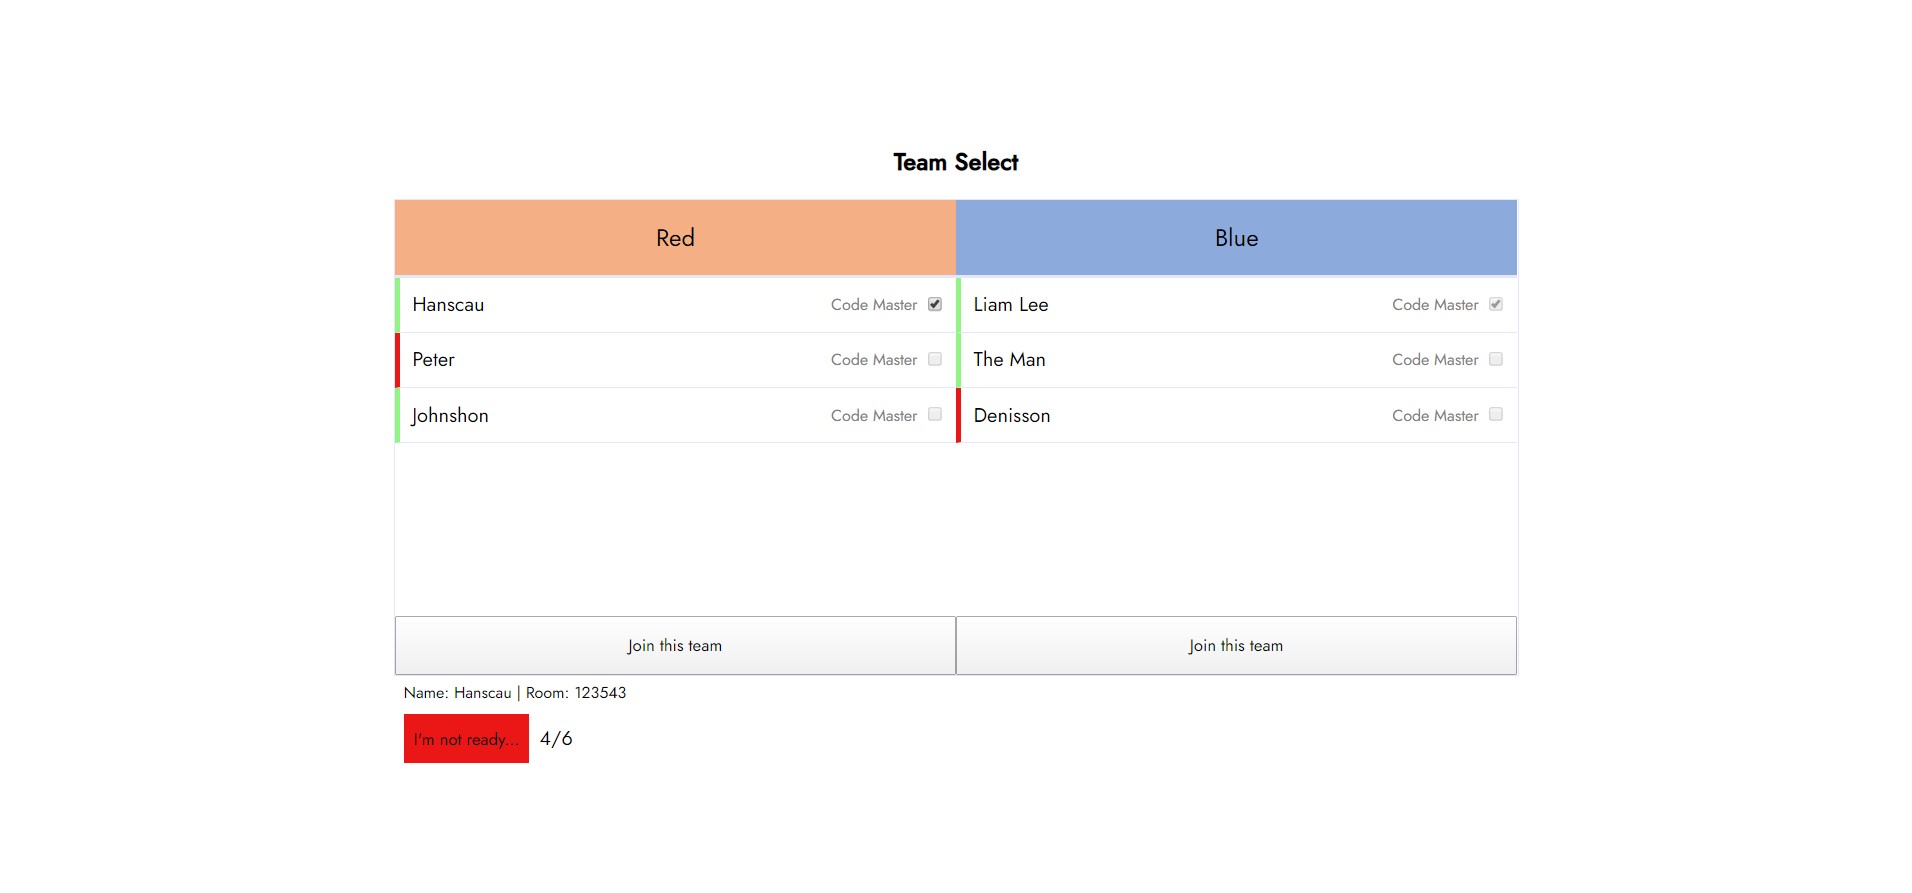 Team Select
Red Blue
Hanscau Code Master Liam Lee Code Master
Peter Code Master The Man Code Master
Johnshon Code Master Denisson Code Master
Join this team Join this team
Name: Hanscau | Room: 123543
I'm not ready... 4/6